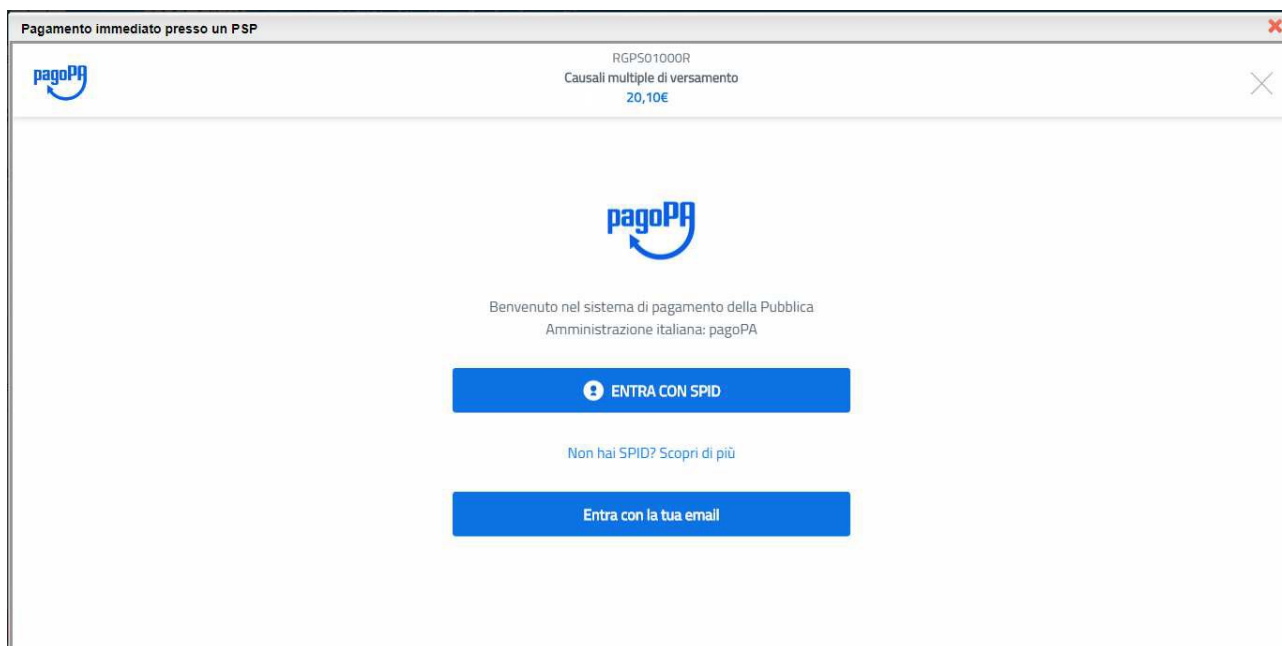 Pagamento immediato presso un PSP
pagoPA
RGPS01000R
Causali multiple di versamento
20,10€
pagoPA
Benvenuto nel sistema di pagamento della Pubblica
Amministrazione italiana: pagoPA
ENTRA CON SPID
Non hai SPID? Scopri di più
Entra con la tua email